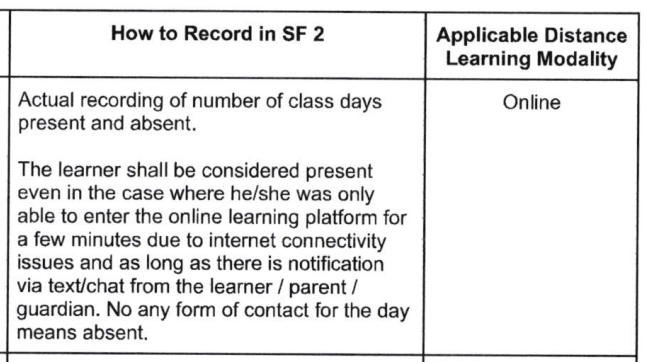 How to Record in SF 2
Applicable Distance
Learning Modality
Actual recording of number of class days
present and absent.
The learner shall be considered present
even in the case where he/she was only
able to enter the online learning platform for
a few minutes due to internet connectivity
issues and as long as there is notification
via text/chat from the learner / parent /
guardian. No any form of contact for the day
means absent.
Online